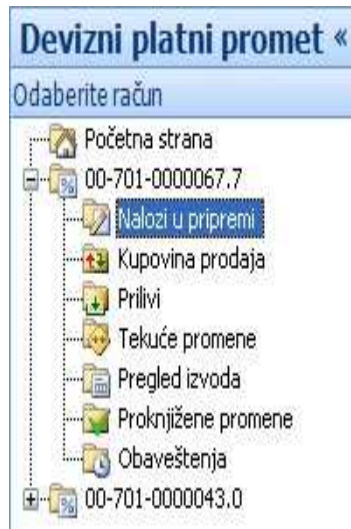 Devizni platni promet «
Odaberite račun
Početna strana
00-701-0000067.7
Nalozi u pripremi
Kupovina prodaja
Prilivi
Tekuće promene
Pregled izvoda
Proknjižene promene
Obaveštenja
00-701-0000043.0